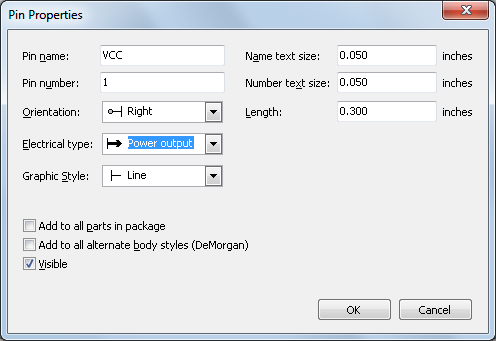 Pin Properties
Pin name: VCC Name text size: 0.050 inches
Pin number: 1 Number text size: 0.050 inches
Orientation: Right Length: 0.300 inches
Electrical type: Power output
Graphic Style: Line
Add to all parts in package
Add to all alternate body styles (DeMorgan)
Visible
OK Cancel